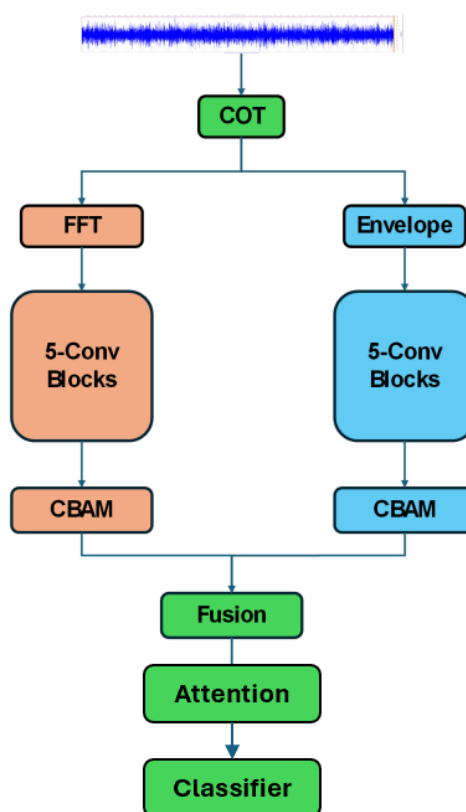 COT
FFT
Envelope
5-Conv
Blocks
5-Conv
Blocks
CBAM
CBAM
Fusion
Attention
Classifier